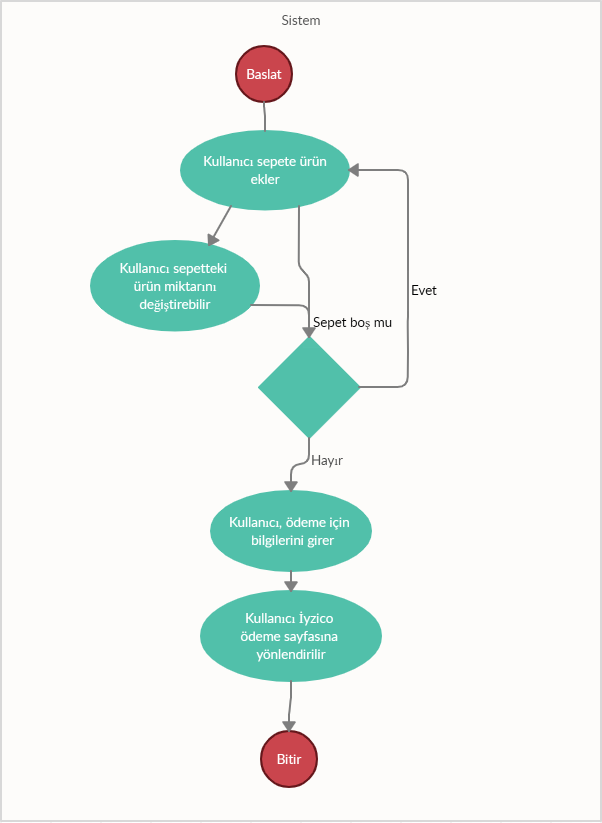 Sistem
Baslat
Kullanıcı sepete ürün
ekler
Kullanıcı sepetteki
ürün miktarını
değiştirebilir
Evet
Sepet boş mu
Hayır
Kullanıcı, ödeme için
bilgilerini girer
Kullanıcı İyzico
ödeme sayfasına
yönlendirilir
Bitir